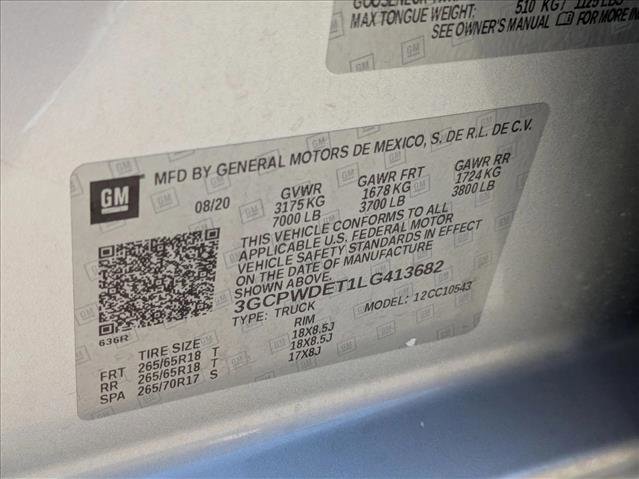 510 KG / 1125 LBS
MAX TONGUE WEIGHT:
SEE OWNER'S MANUAL FOR MORE
GM
MFD BY GENERAL MOTORS DE MEXICO, S. DE R.L. DE C.V.
08/20 GVWR GAWR FRT GAWR RR
3175 KG 1678 KG 1724 KG
7000 LB 3700 LB 3800 LB
THIS VEHICLE CONFORMS TO ALL
APPLICABLE U.S. FEDERAL MOTOR
VEHICLE SAFETY STANDARDS IN EFFECT
ON THE DATE OF MANUFACTURE
SHOWN ABOVE.
3GCPWDET1LG413682
TYPE: TRUCK MODEL: 12CC10543
636R
TIRE SIZE RIM
FRT 265/65R18 T 18X8.5J
RR 265/65R18 T 18X8.5J
SPA 265/70R17 S 17X8J